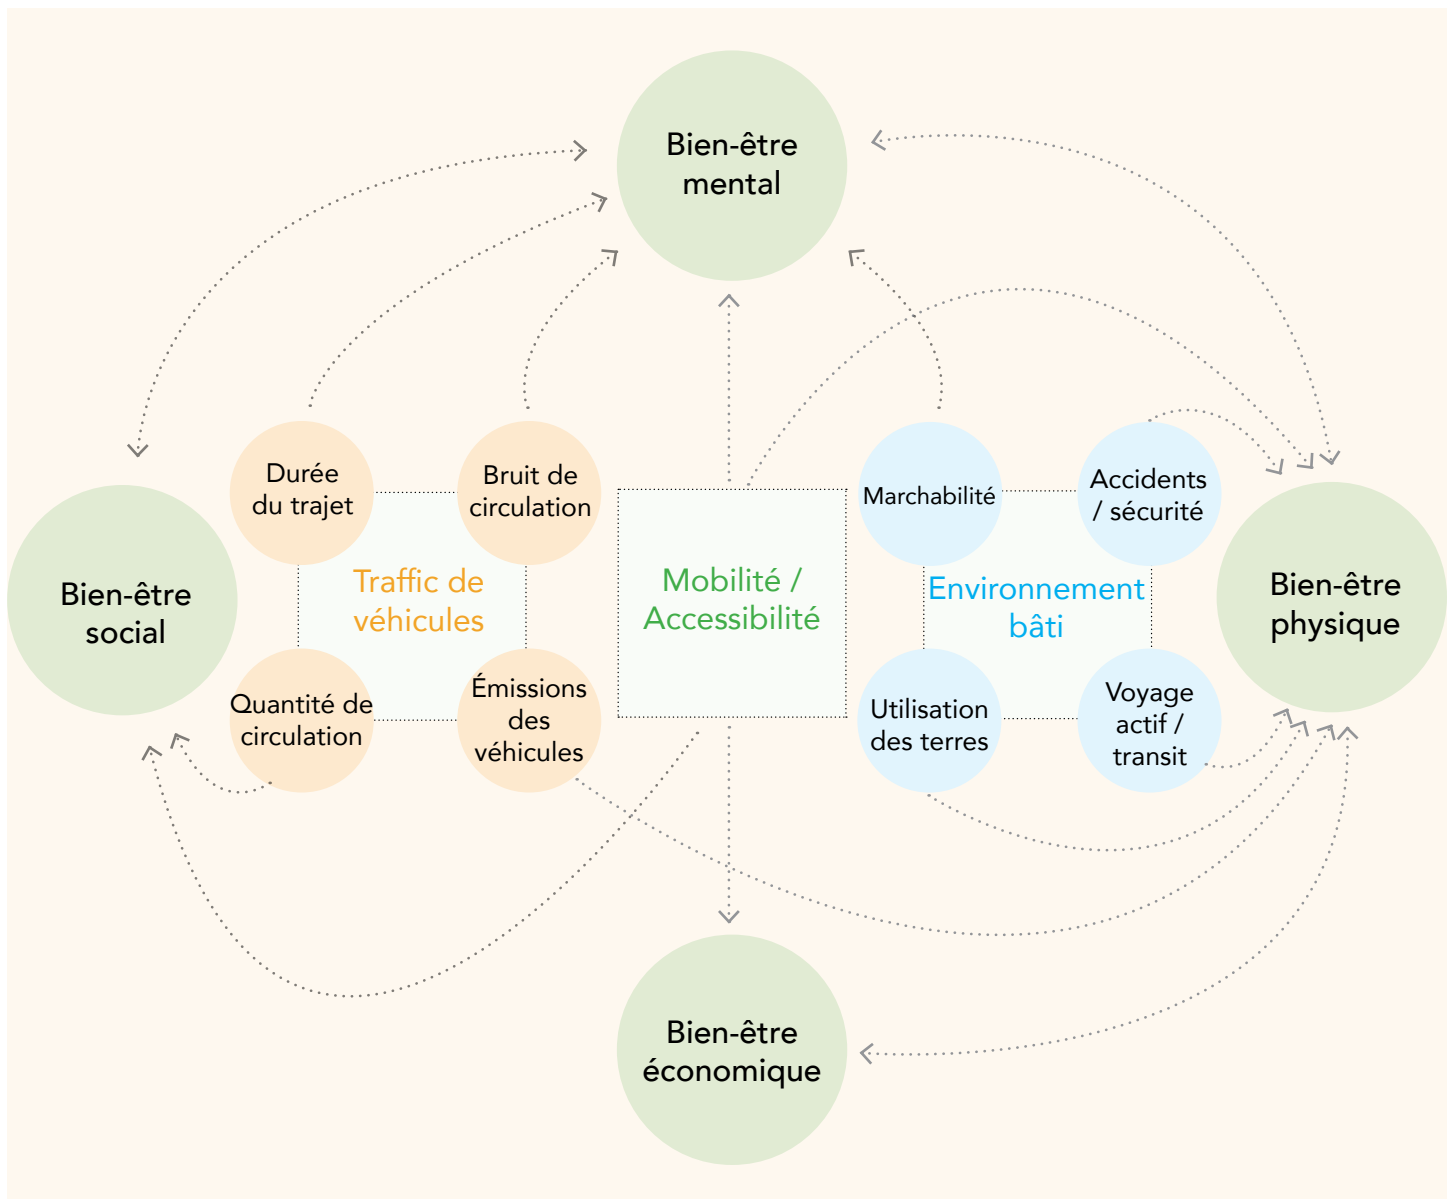 Bien-être
mental
Durée
du trajet
Bruit de
circulation
Traffic de
véhicules
Quantité de
circulation
Émissions
des
véhicules
Bien-être
social
Mobilité /
Accessibilité
Marchabilité
Accidents
/ sécurité
Environnement
bâti
Utilisation
des terres
Voyage
actif /
transit
Bien-être
physique
Bien-être
économique